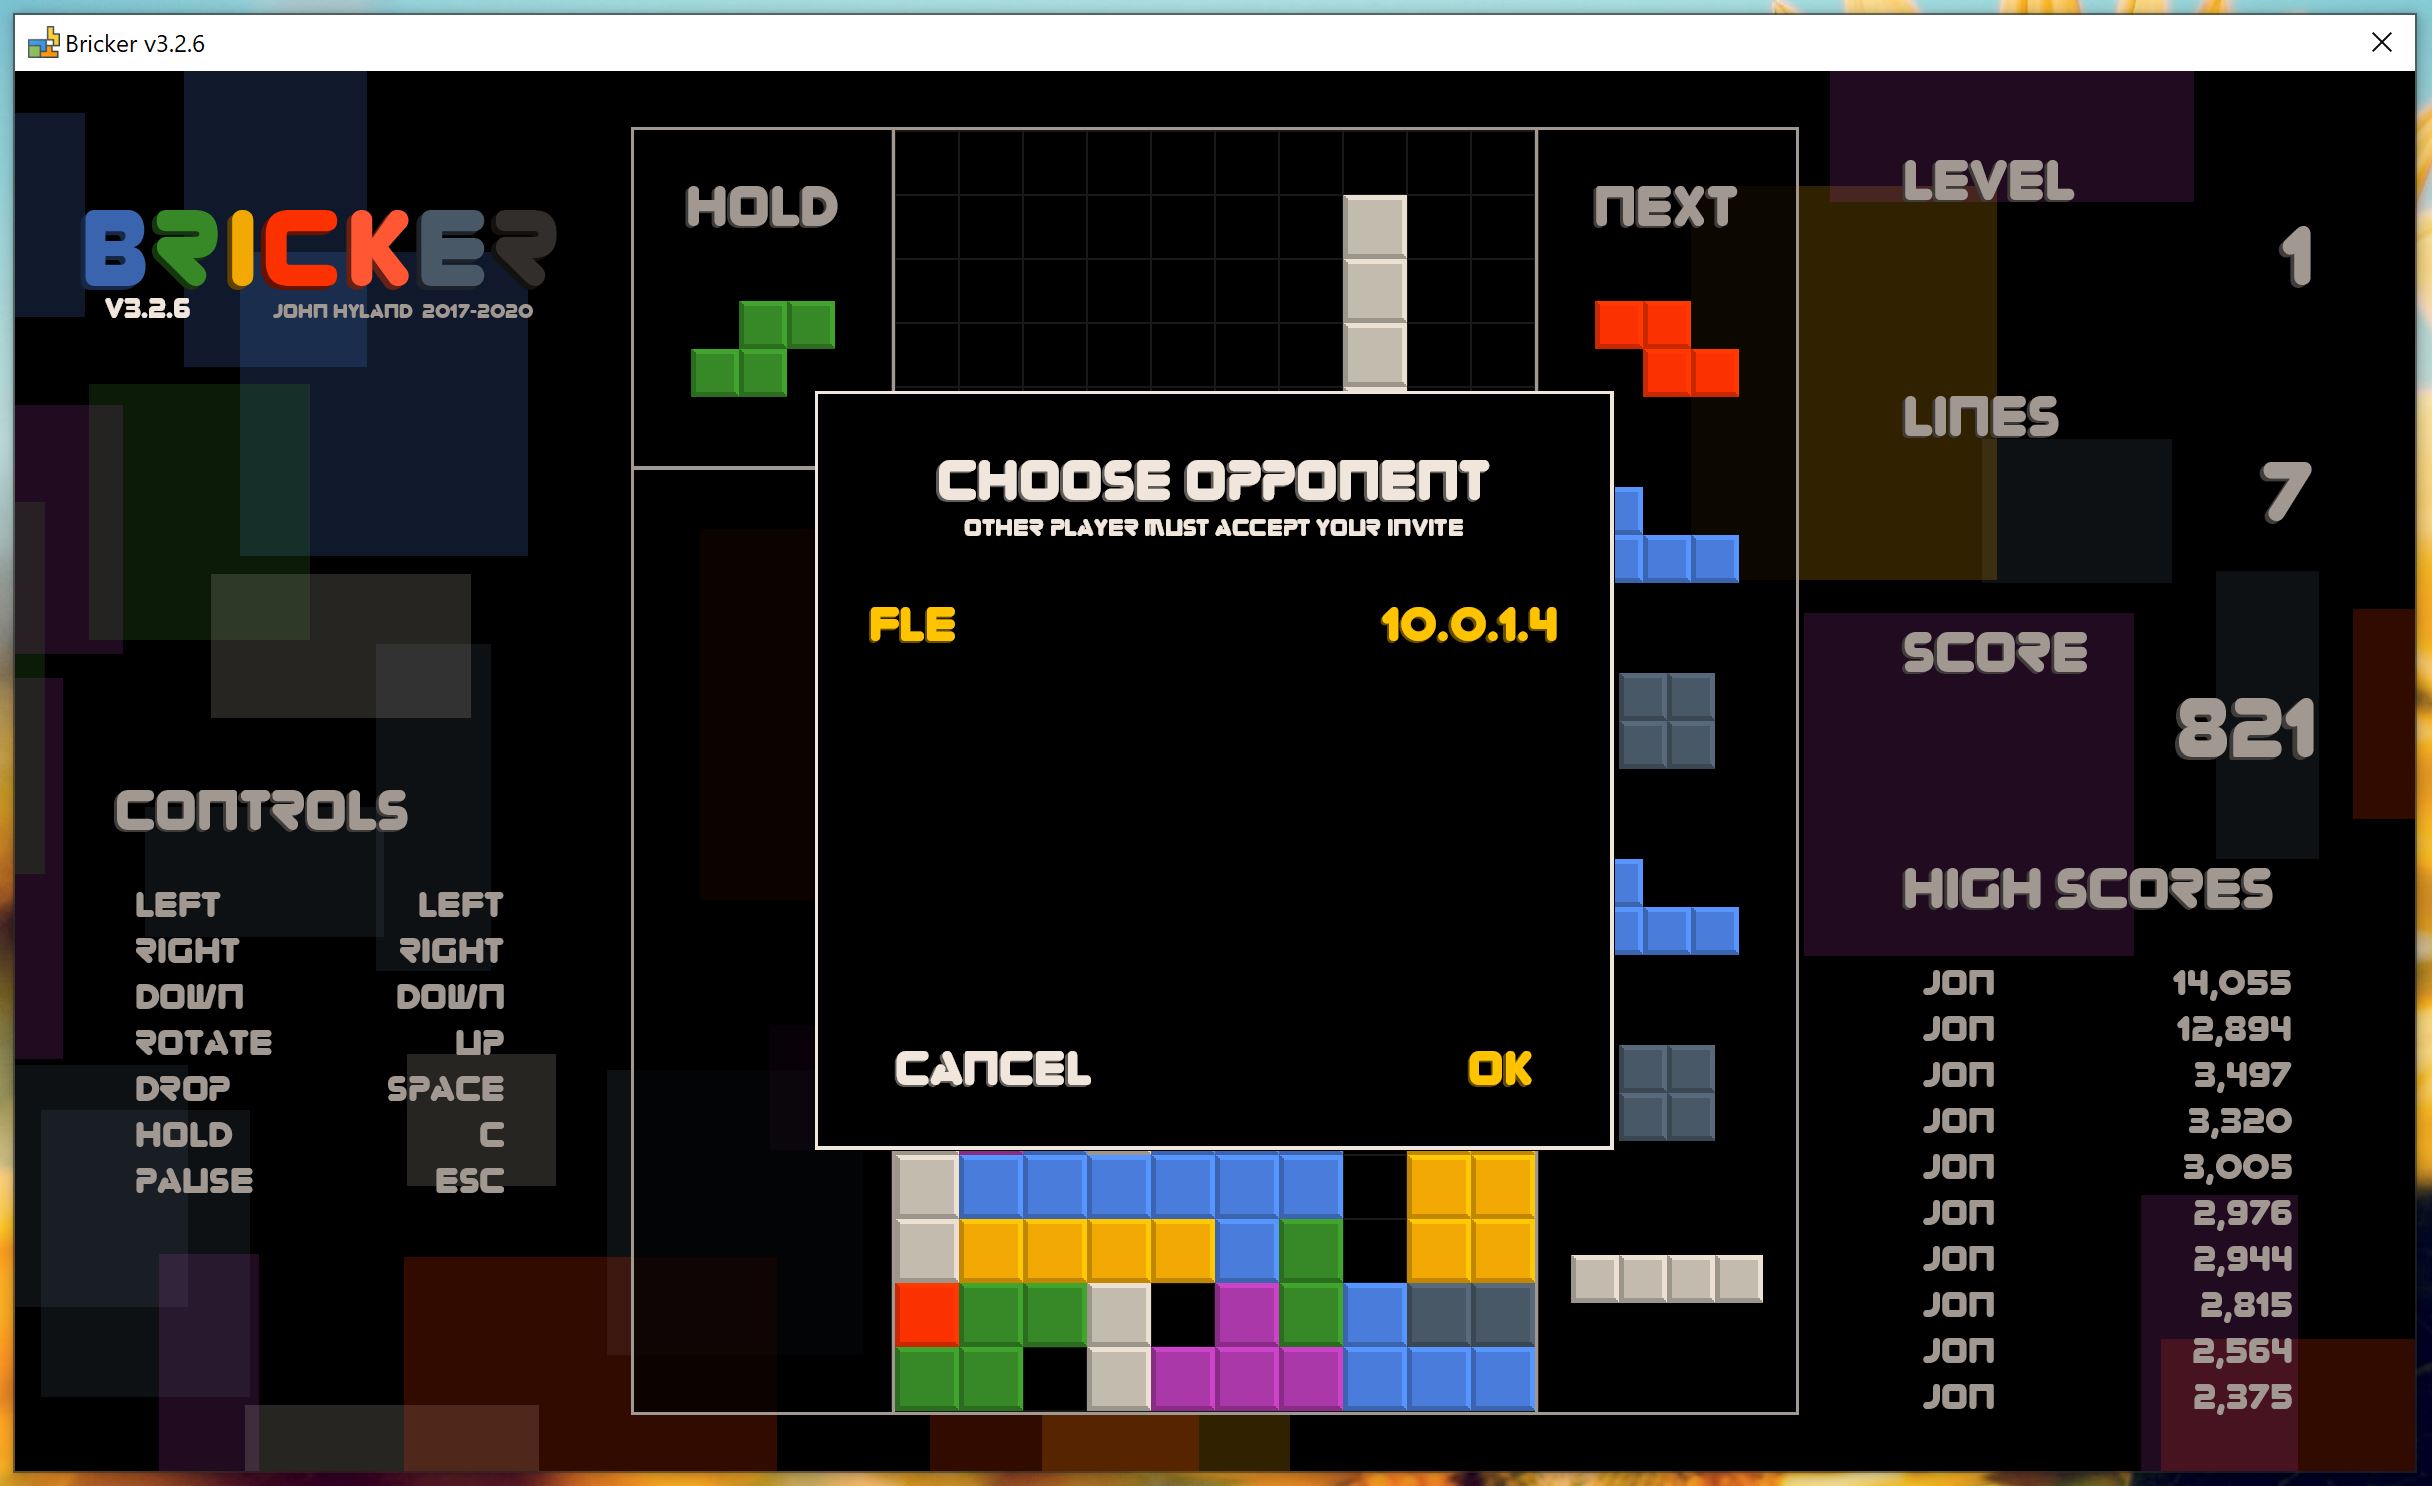 Bricker v3.2.6
BRICKER
V3.2.6 JOHN HYLAND 2017-2020
CONTROLS
LEFT LEFT
RIGHT RIGHT
DOWN DOWN
ROTATE UP
DROP SPACE
HOLD C
PAUSE ESC
HOLD
CHOOSE OPPONENT
OTHER PLAYER MUST ACCEPT YOUR INVITE
FLE 10.0.1.4
CANCEL OK
NEXT
LEVEL
1
LINES
7
SCORE
821
HIGH SCORES
JON 14,055
JON 12,894
JON 3,497
JON 3,320
JON 3,005
JON 2,976
JON 2,944
JON 2,815
JON 2,564
JON 2,375